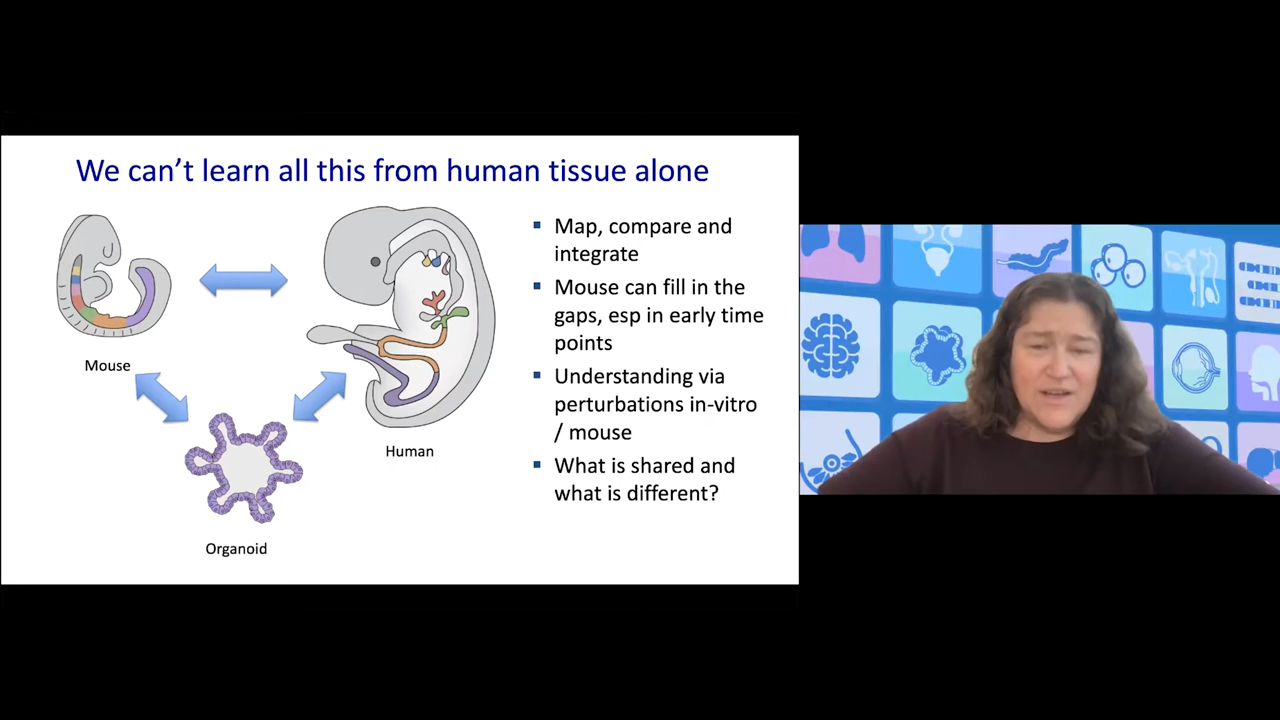 We can't learn all this from human tissue alone
Mouse
Organoid
Human
▪ Map, compare and
integrate
▪ Mouse can fill in the
gaps, esp in early time
points
▪ Understanding via
perturbations in-vitro
/ mouse
▪ What is shared and
what is different?